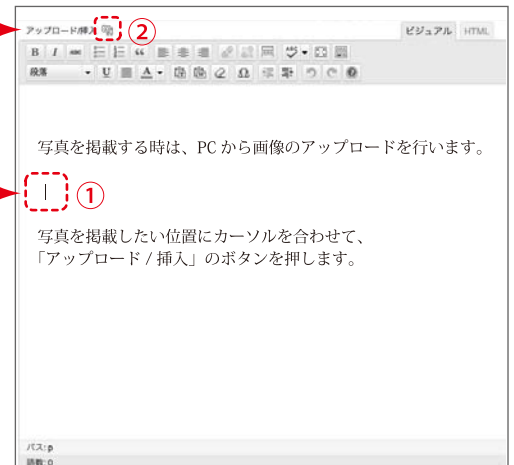 アップロード/挿入
②
ビジュアル HTML
B I ABC
段落 U A Ω
写真を掲載する時は、PC から画像のアップロードを行います。
①
写真を掲載したい位置にカーソルを合わせて、
「アップロード / 挿入」のボタンを押します。
パス: p
語数: 0